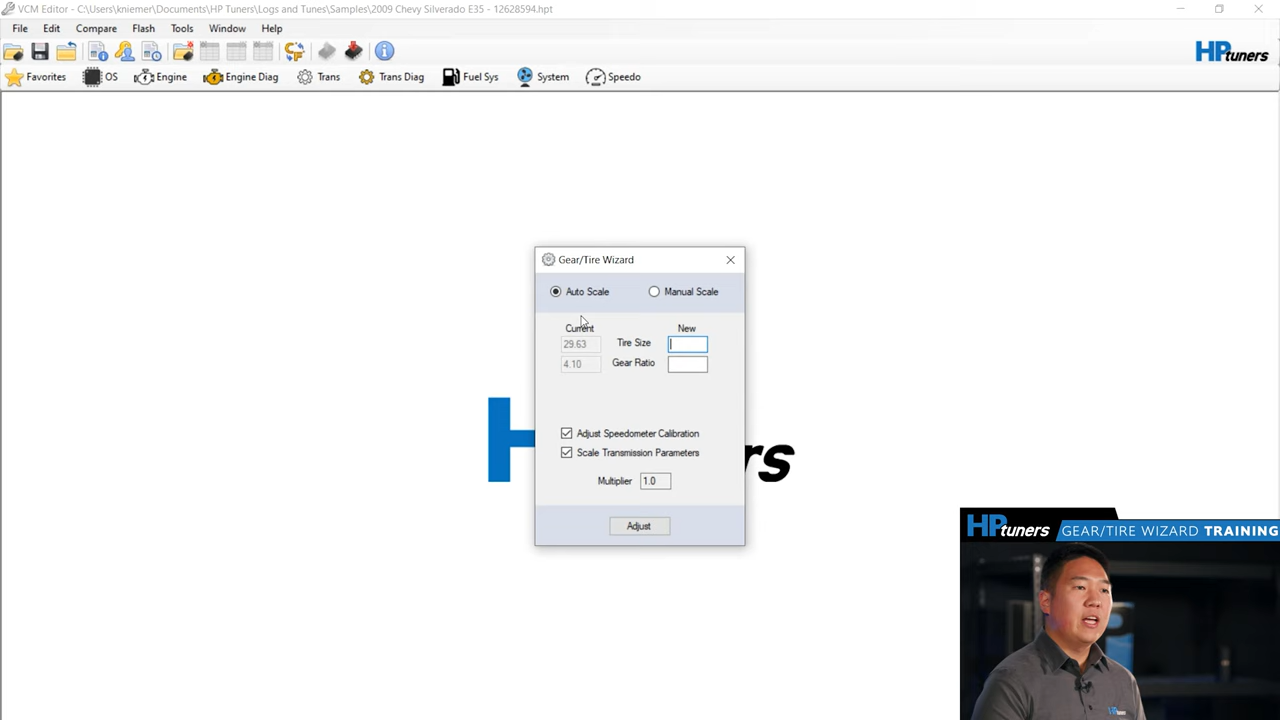 VCM Editor - C:\Users\kniemer\Documents\HP Tuners\Logs and Tunes\Samples\2009 Chevy Silverado E35 - 12628594.hpt
File Edit Compare Flash Tools Window Help
HPtuners
Favorites OS Engine Engine Diag Trans Trans Diag Fuel Sys System Speedo
Gear/Tire Wizard
Auto Scale Manual Scale
Current New
29.63 Tire Size
4.10 Gear Ratio
Adjust Speedometer Calibration
Scale Transmission Parameters
Multiplier 1.0
Adjust
H rs
HPtuners GEAR/TIRE WIZARD TRAINING